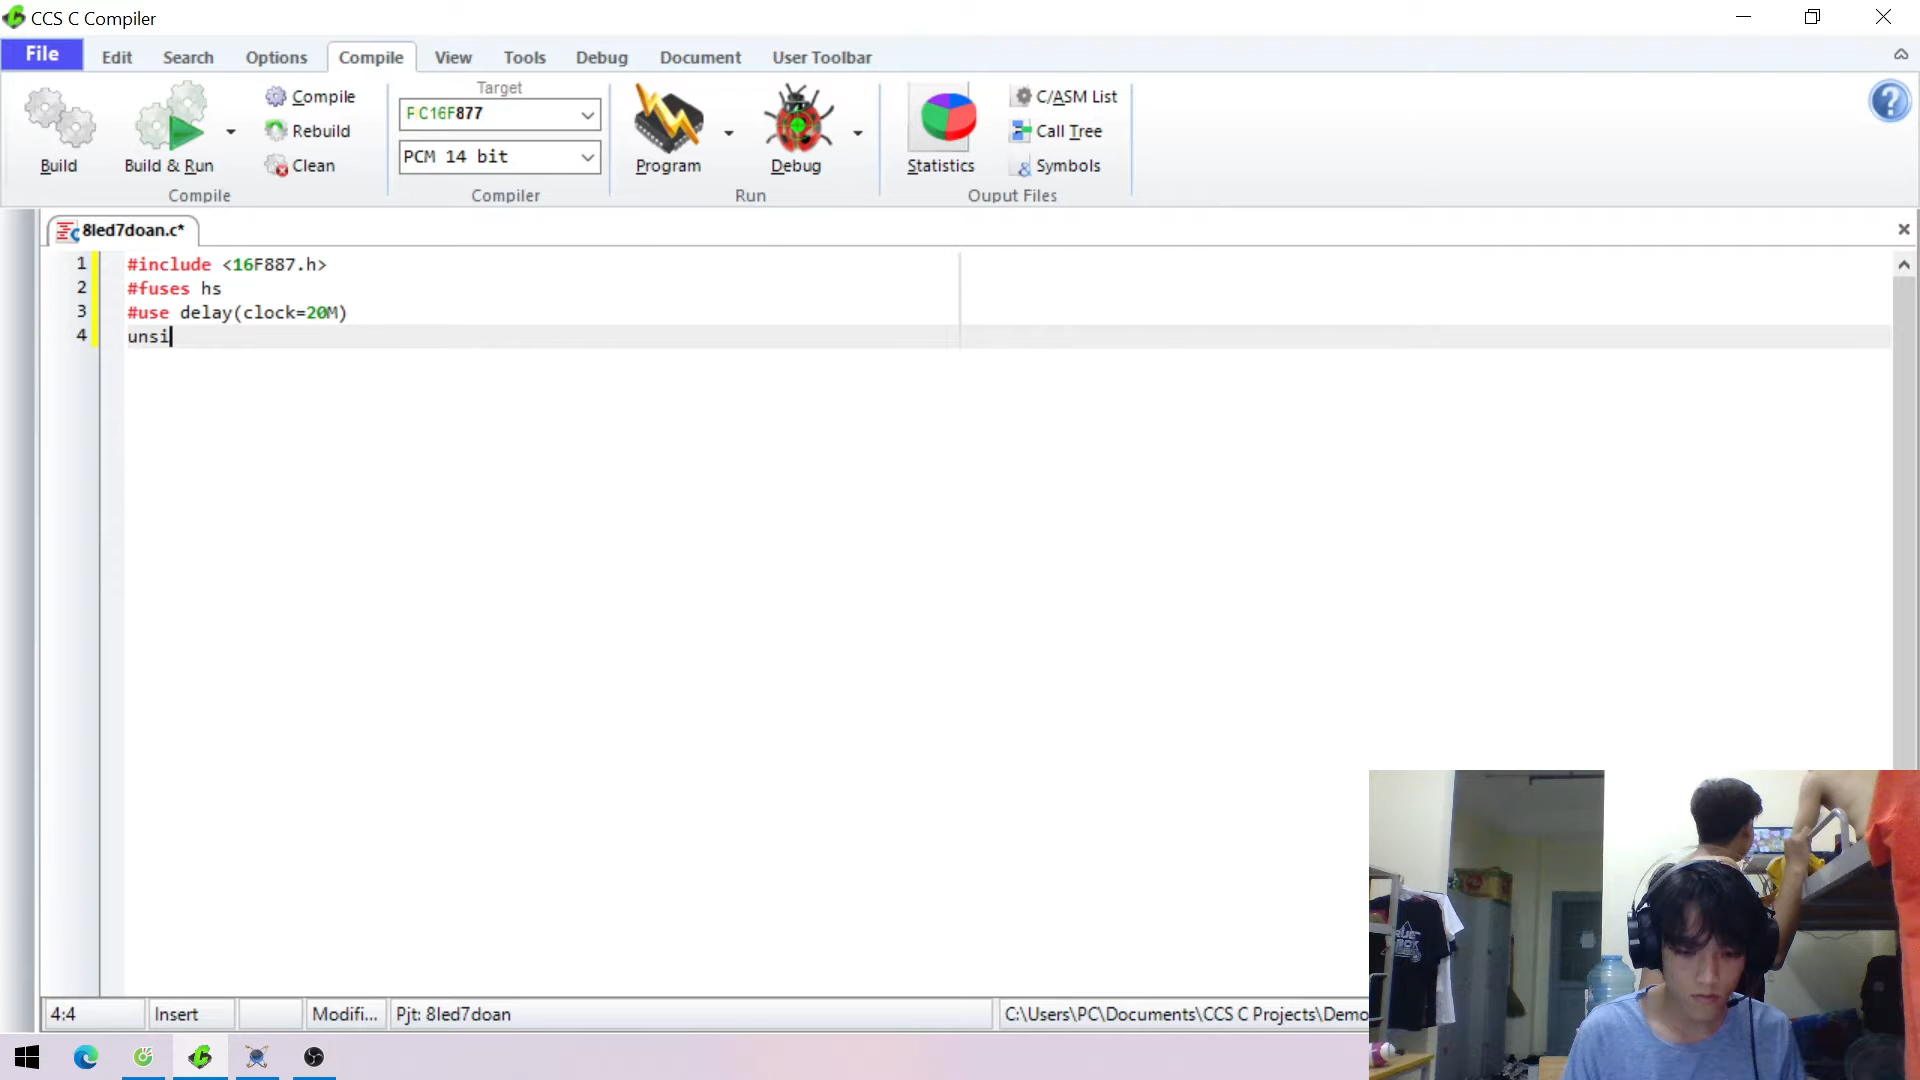 CCS C Compiler
File Edit Search Options Compile View Tools Debug Document User Toolbar
Build
Build & Run
Compile
Rebuild
Clean
Compile
Target
PIC16F877
PCM 14 bit
Compiler
Program
Debug
Run
Statistics
C/ASM List
Call Tree
Symbols
Ouput Files
8led7doan.c*
1 #include <16F887.h>
2 #fuses hs
3 #use delay(clock=20M)
4 unsi
4:4 Insert Modifi... Pjt: 8led7doan C:\Users\PC\Documents\CCS C Projects\Demo